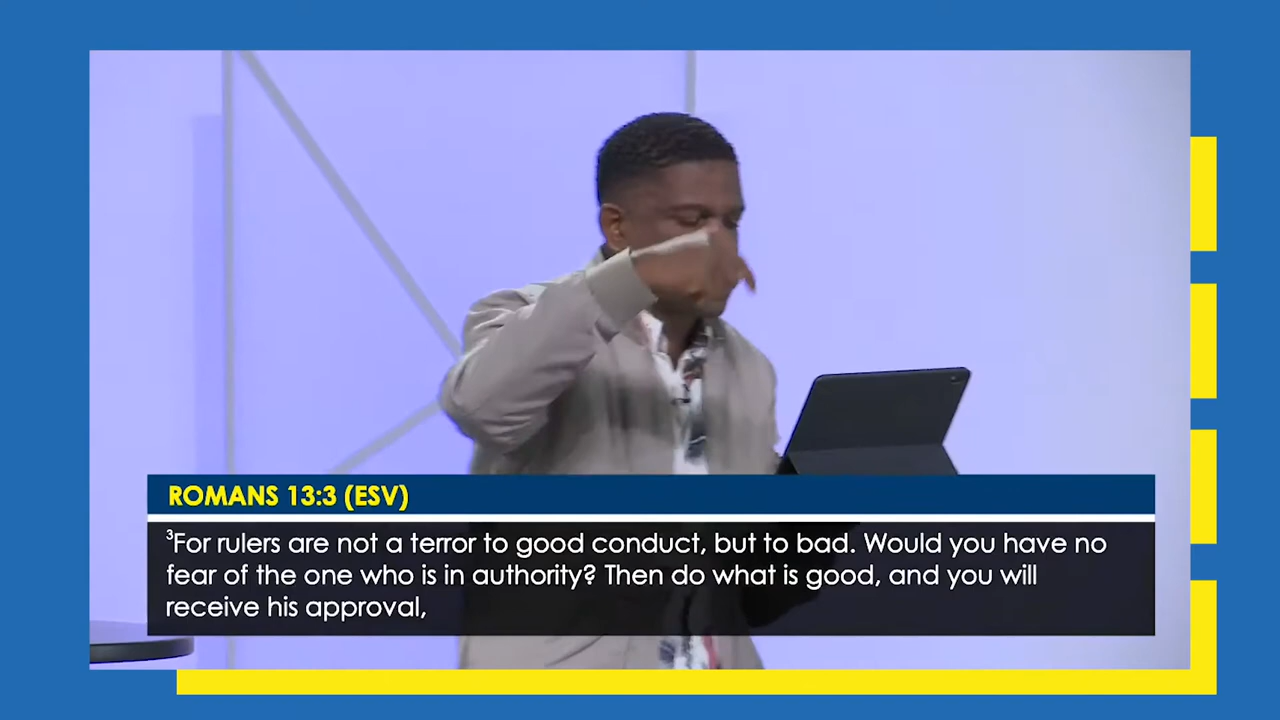 ROMANS 13:3 (ESV)
³For rulers are not a terror to good conduct, but to bad. Would you have no
fear of the one who is in authority? Then do what is good, and you will
receive his approval,